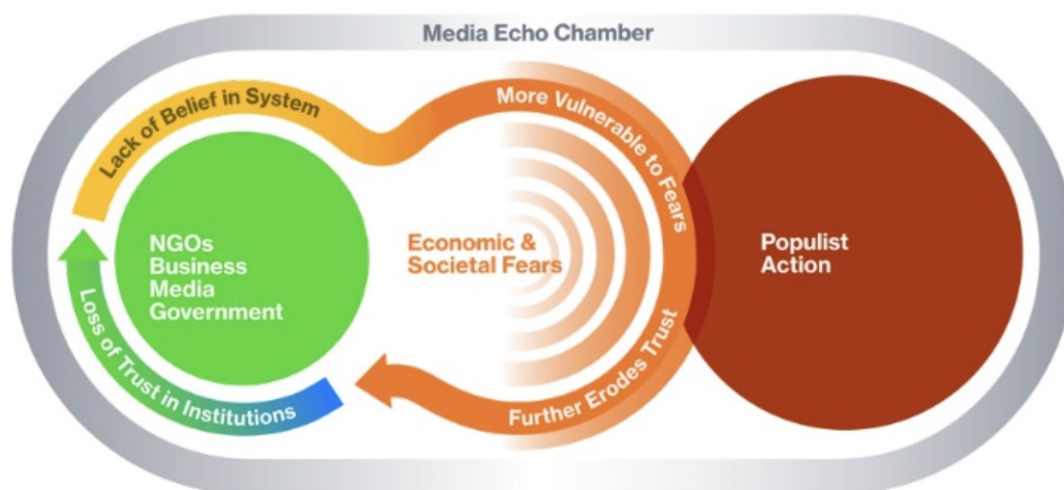 Media Echo Chamber
Lack of Belief in System
More Vulnerable to Fears
NGOs
Business
Media
Government
Economic &
Societal Fears
Populist
Action
Loss of Trust in Institutions
Further Erodes Trust